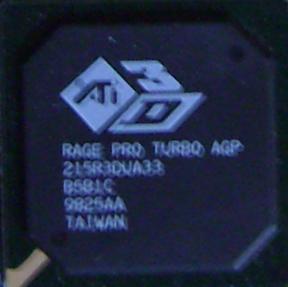 ATi 3D
RAGE PRO TURBO AGP
215R3DUA33
B5B1C
9825AA
TAIWAN